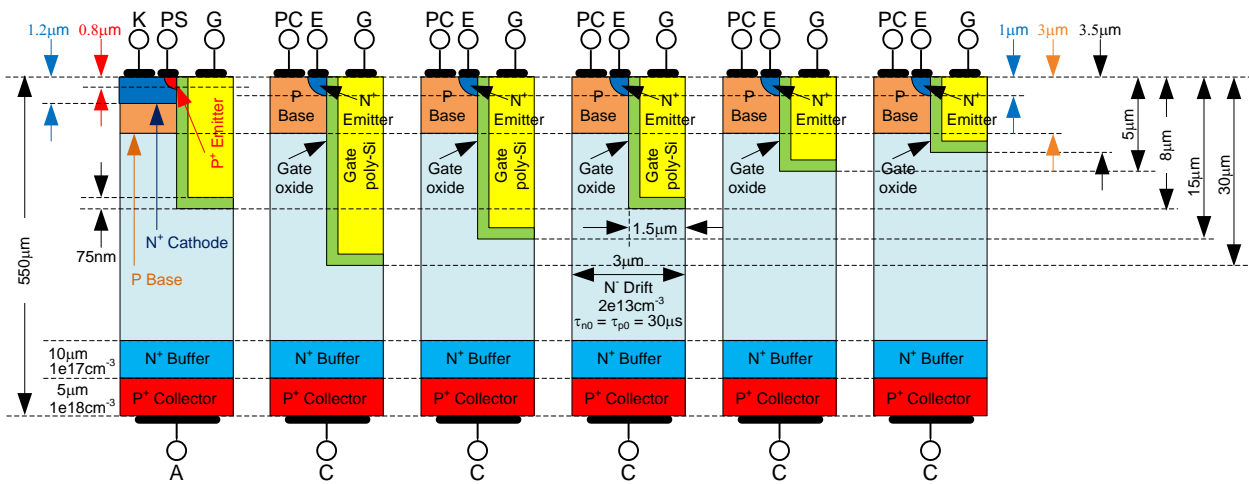 K PS G PC E G PC E G PC E G PC E G PC E G
1.2μm 0.8μm 1μm 3μm 3.5μm
P
Base
N⁺
Emitter
P
Base
N⁺
Emitter
P
Base
N⁺
Emitter
P
Base
N⁺
Emitter
P
Base
N⁺
Emitter
P⁺ Emitter
Gate
oxide
Gate
poly-Si
Gate
oxide
Gate
oxide
Gate
poly-Si
Gate
oxide
Gate
oxide
5μm
8μm
15μm
30μm
550μm
75nm
N⁺ Cathode
P Base
1.5μm
3μm
N⁻ Drift
2e13cm⁻³
τn0 = τp0 = 30μs
10μm
1e17cm⁻³
N⁺ Buffer N⁺ Buffer N⁺ Buffer N⁺ Buffer N⁺ Buffer N⁺ Buffer
5μm
1e18cm⁻³
P⁺ Collector P⁺ Collector P⁺ Collector P⁺ Collector P⁺ Collector P⁺ Collector
A C C C C C